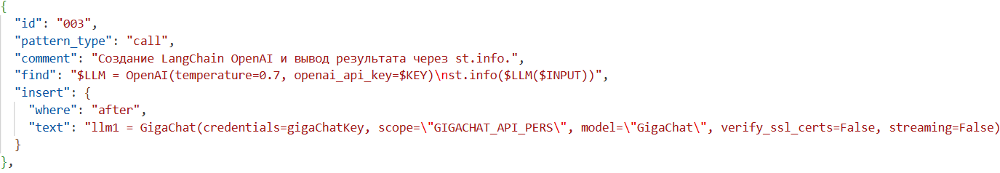 {
  "id": "003",
  "pattern_type": "call",
  "comment": "Создание LangChain OpenAI и вывод результата через st.info.",
  "find": "$LLM = OpenAI(temperature=0.7, openai_api_key=$KEY)\nst.info($LLM($INPUT))",
  "insert": {
    "where": "after",
    "text": "llm1 = GigaChat(credentials=gigaChatKey, scope=\"GIGACHAT_API_PERS\", model=\"GigaChat\", verify_ssl_certs=False, streaming=False)
  }
},